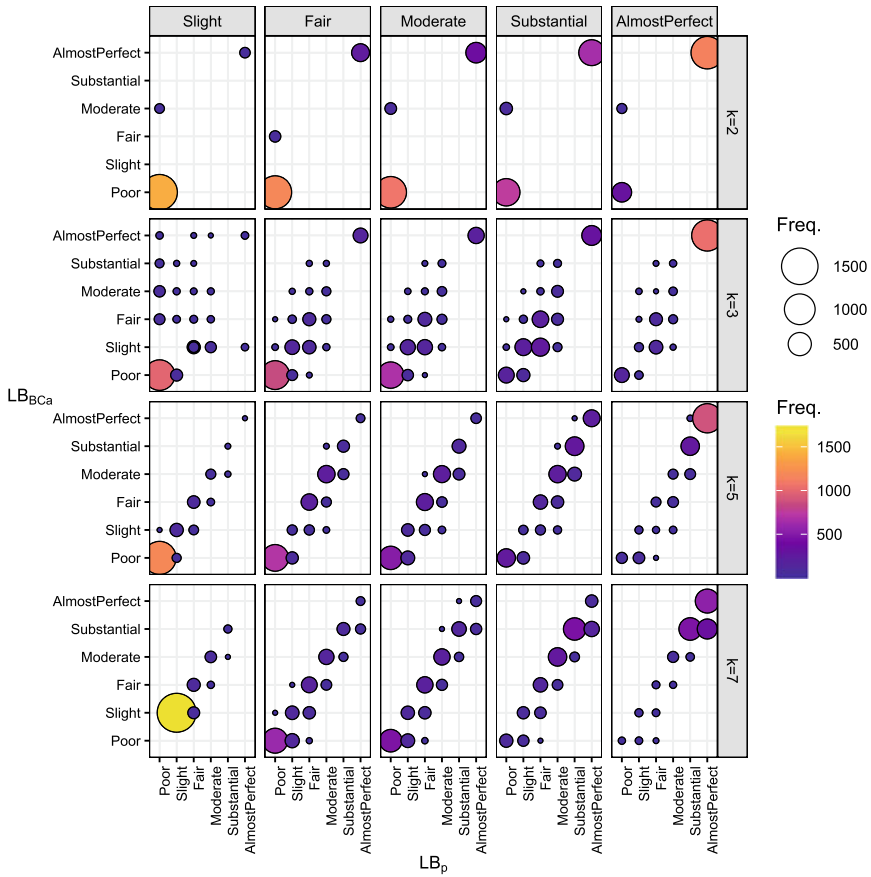 Slight
Fair
Moderate
Substantial
AlmostPerfect
AlmostPerfect
Substantial
Moderate
Fair
Slight
Poor
k=2
AlmostPerfect
Substantial
Moderate
Fair
Slight
Poor
k=3
AlmostPerfect
Substantial
Moderate
Fair
Slight
Poor
k=5
AlmostPerfect
Substantial
Moderate
Fair
Slight
Poor
k=7
LBBCa
Poor
Slight
Fair
Moderate
Substantial
AlmostPerfect
Poor
Slight
Fair
Moderate
Substantial
AlmostPerfect
Poor
Slight
Fair
Moderate
Substantial
AlmostPerfect
Poor
Slight
Fair
Moderate
Substantial
AlmostPerfect
Poor
Slight
Fair
Moderate
Substantial
AlmostPerfect
LBp
Freq.
1500
1000
500
Freq.
1500
1000
500